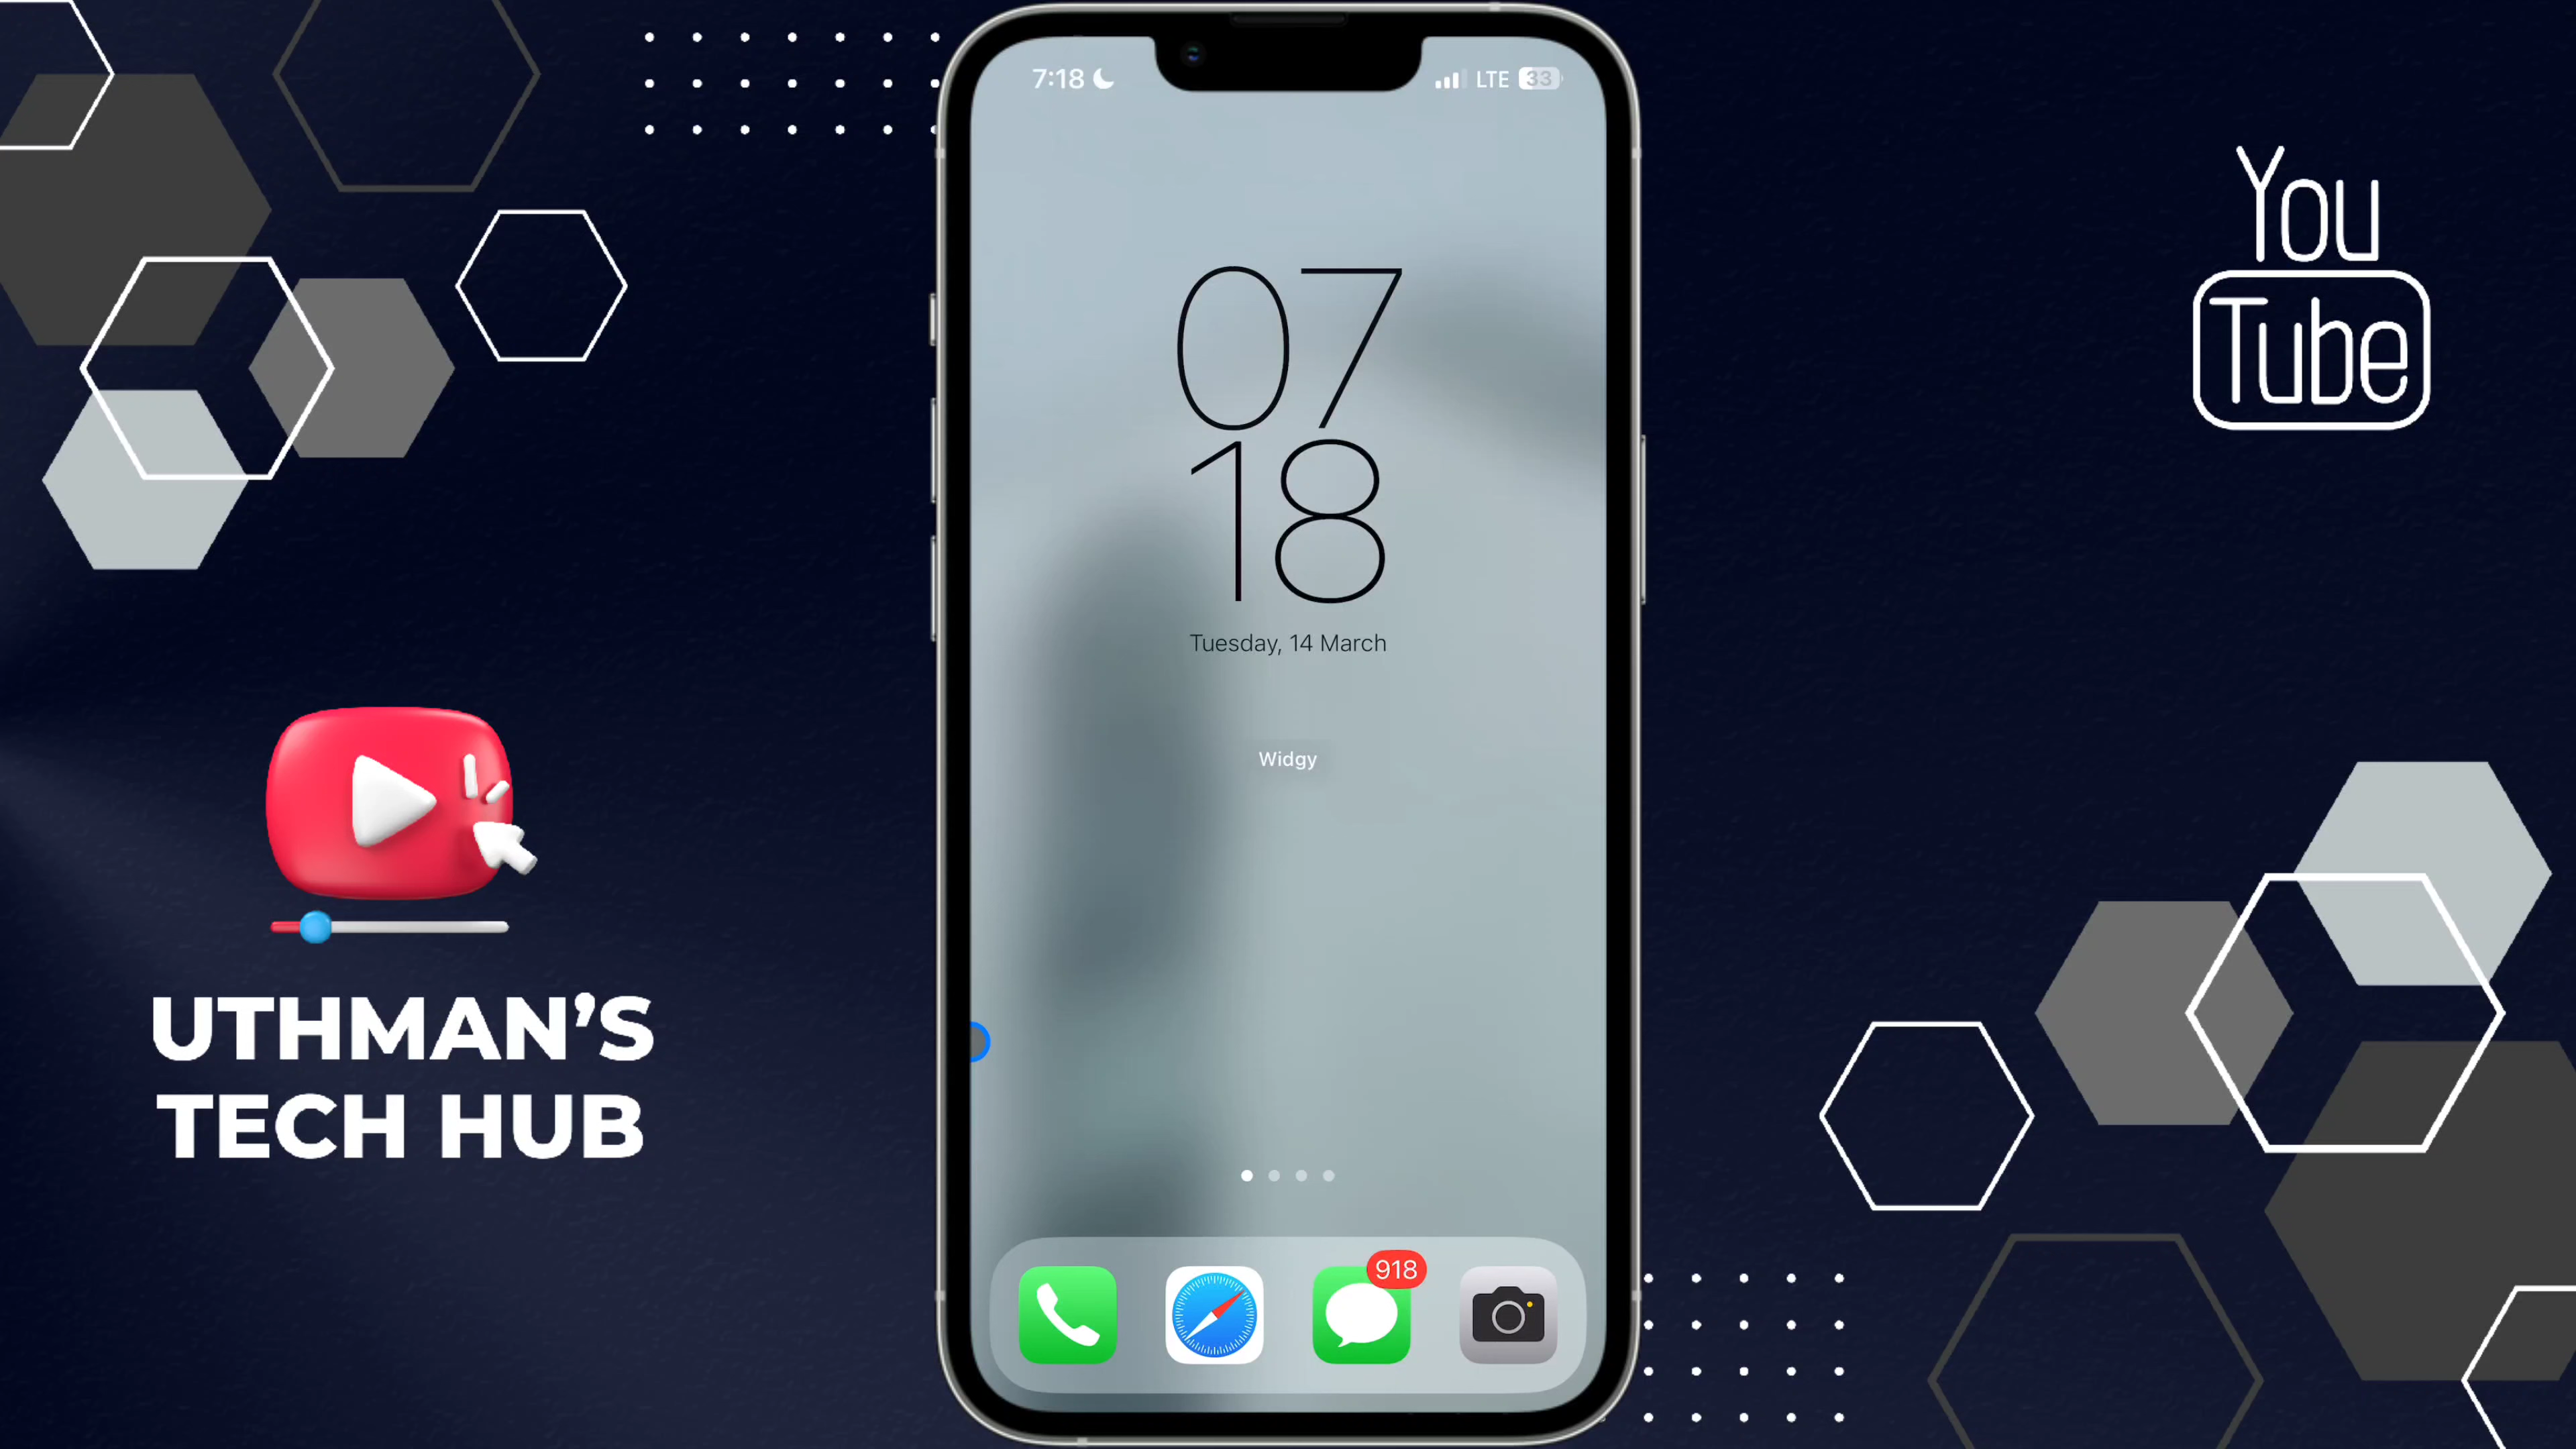 7:18
LTE 33
You
Tube
07
18
Tuesday, 14 March
Widgy
UTHMAN'S
TECH HUB
918